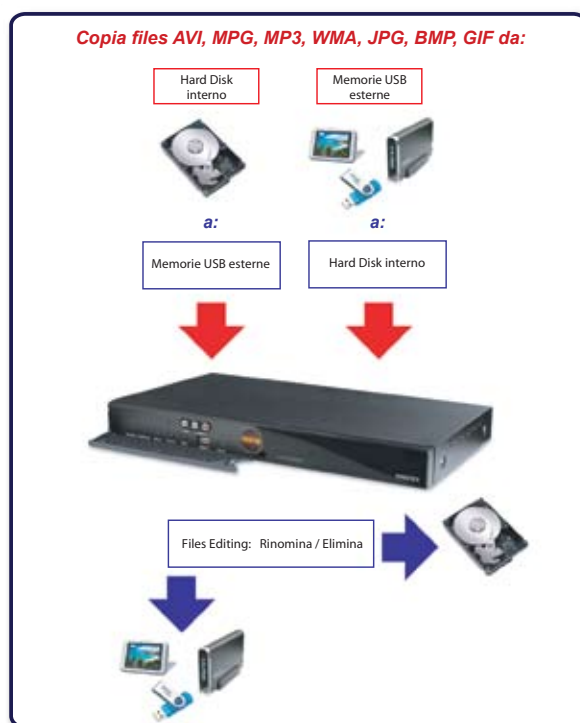 Copia files AVI, MPG, MP3, WMA, JPG, BMP, GIF da:
Hard Disk
interno
Memorie USB
esterne
a:
a:
Memorie USB esterne
Hard Disk interno
Files Editing: Rinomina / Elimina